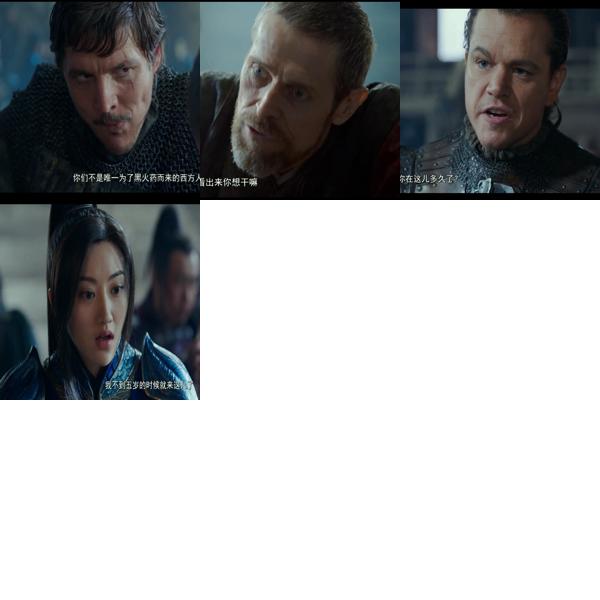 你们不是唯一为了黑火药而来的西方人
看出来你想干嘛
你在这儿多久了?
我不到五岁的时候就来这儿了